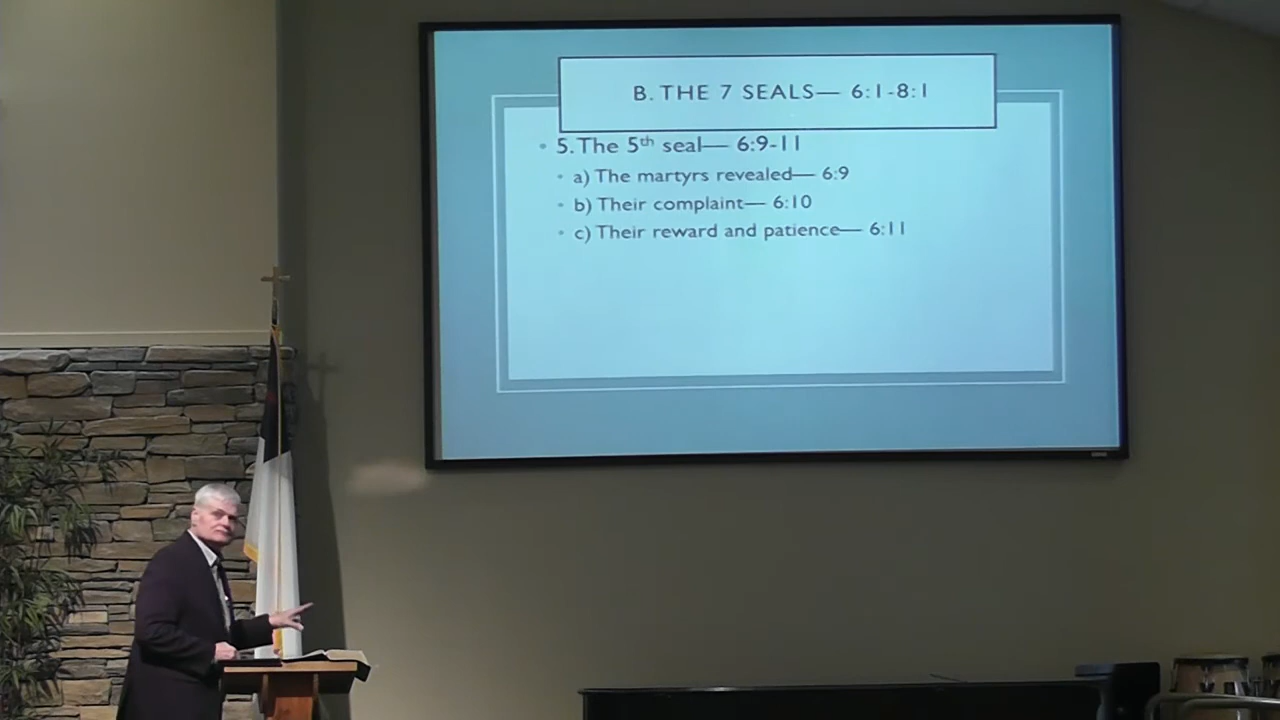 B. THE 7 SEALS— 6:1-8:1
• 5. The 5th seal— 6:9-11
• a) The martyrs revealed— 6:9
• b) Their complaint— 6:10
• c) Their reward and patience— 6:11